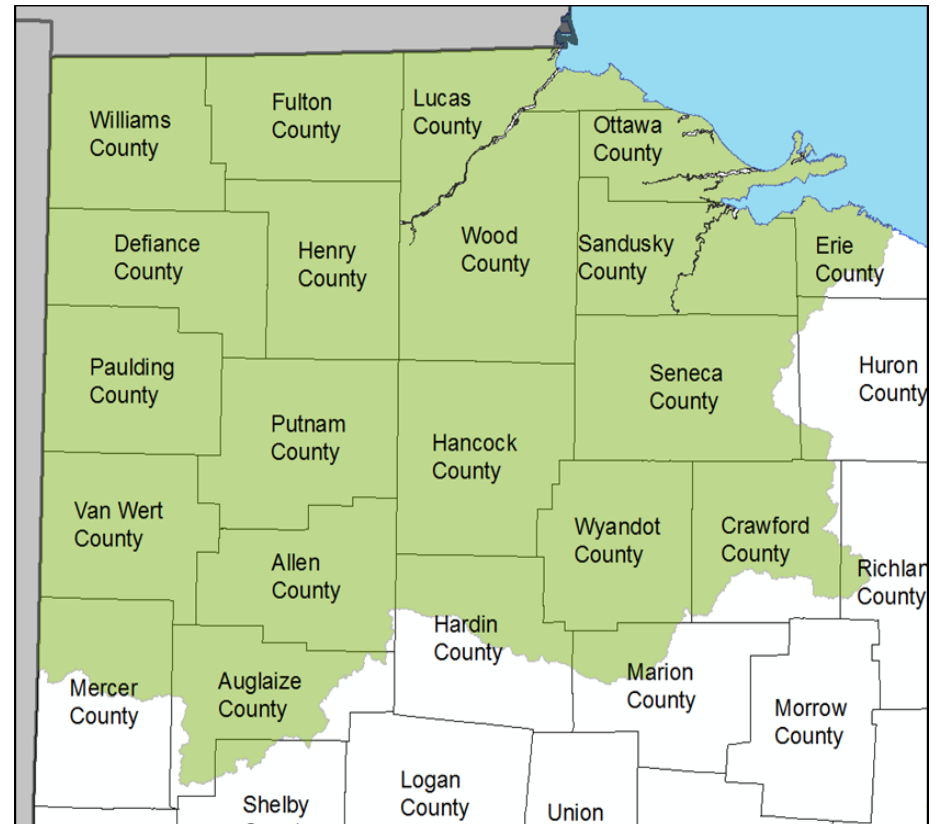 Williams
County
Fulton
County
Lucas
County
Ottawa
County
Defiance
County
Henry
County
Wood
County
Sandusky
County
Erie
County
Paulding
County
Putnam
County
Hancock
County
Seneca
County
Huron
County
Van Wert
County
Allen
County
Wyandot
County
Crawford
County
Richlan
County
Mercer
County
Auglaize
County
Hardin
County
Marion
County
Morrow
County
Shelby
Logan
County
Union